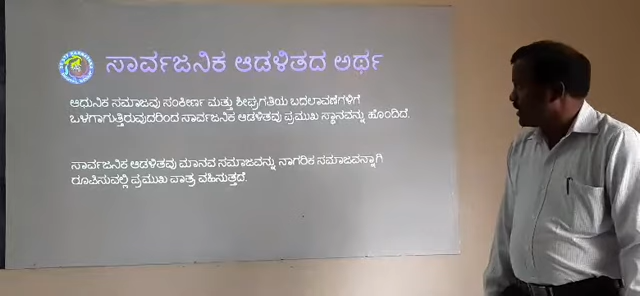 ಸಾರ್ವಜನಿಕ ಆಡಳಿತದ ಅರ್ಥ
ಆಧುನಿಕ ಸಮಾಜವು ಸಂಕೀರ್ಣ ಮತ್ತು ಶೀಘ್ರಗತಿಯ ಬದಲಾವಣೆಗಳಿಗೆ
ಒಳಗಾಗುತ್ತಿರುವುದರಿಂದ ಸಾರ್ವಜನಿಕ ಆಡಳಿತವು ಪ್ರಮುಖ ಸ್ಥಾನವನ್ನು ಹೊಂದಿದೆ.
ಸಾರ್ವಜನಿಕ ಆಡಳಿತವು ಮಾನವ ಸಮಾಜವನ್ನು ನಾಗರಿಕ ಸಮಾಜವನ್ನಾಗಿ
ರೂಪಿಸುವಲ್ಲಿ ಪ್ರಮುಖ ಪಾತ್ರ ವಹಿಸುತ್ತದೆ.